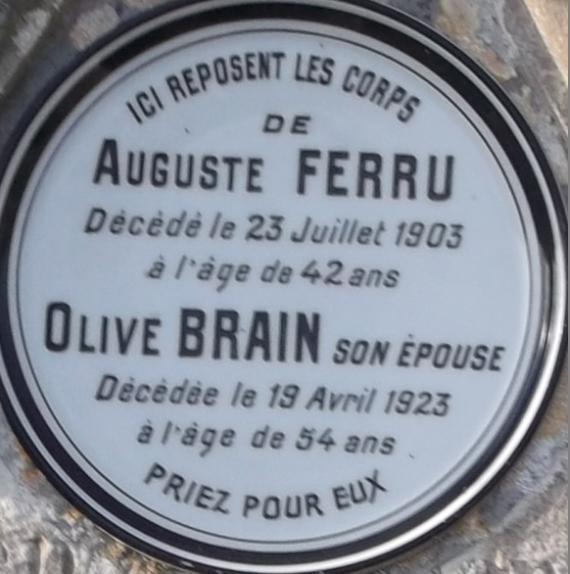 ICI REPOSENT LES CORPS
DE
AUGUSTE FERRU
Décédé le 23 Juillet 1903
à l'âge de 42 ans
OLIVE BRAIN SON ÉPOUSE
Décédée le 19 Avril 1923
à l'âge de 54 ans
PRIEZ POUR EUX